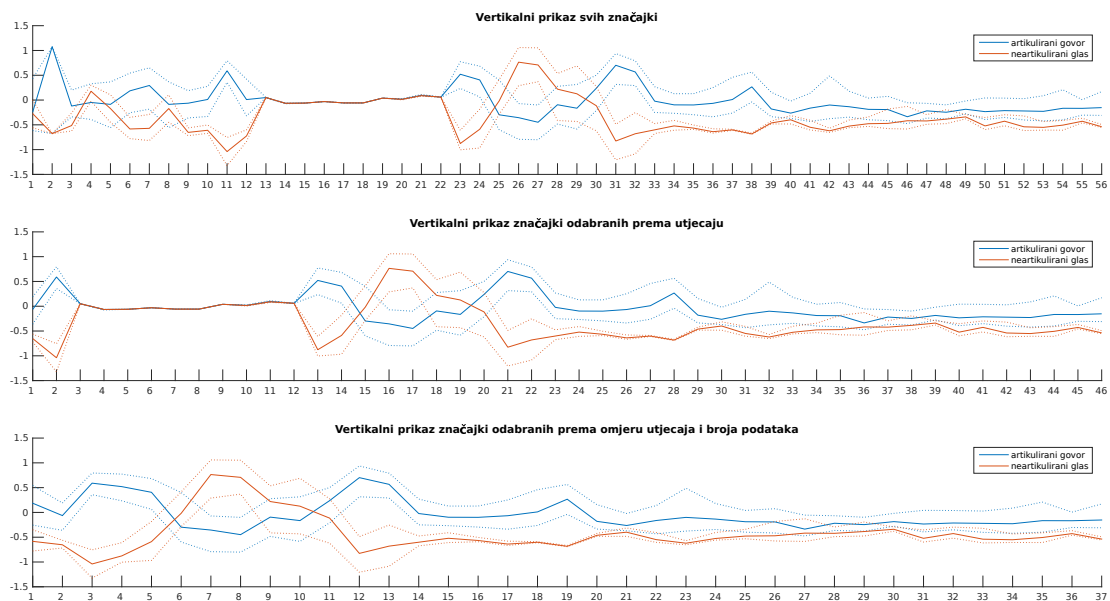 Vertikalni prikaz svih značajki
1.5
1
0.5
0
-0.5
-1
-1.5
artikulirani govor
neartikulirani glas
1 2 3 4 5 6 7 8 9 10 11 12 13 14 15 16 17 18 19 20 21 22 23 24 25 26 27 28 29 30 31 32 33 34 35 36 37 38 39 40 41 42 43 44 45 46 47 48 49 50 51 52 53 54 55 56
Vertikalni prikaz značajki odabranih prema utjecaju
1.5
1
0.5
0
-0.5
-1
-1.5
artikulirani govor
neartikulirani glas
1 2 3 4 5 6 7 8 9 10 11 12 13 14 15 16 17 18 19 20 21 22 23 24 25 26 27 28 29 30 31 32 33 34 35 36 37 38 39 40 41 42 43 44 45 46
Vertikalni prikaz značajki odabranih prema omjeru utjecaja i broja podataka
1.5
1
0.5
0
-0.5
-1
-1.5
artikulirani govor
neartikulirani glas
1 2 3 4 5 6 7 8 9 10 11 12 13 14 15 16 17 18 19 20 21 22 23 24 25 26 27 28 29 30 31 32 33 34 35 36 37